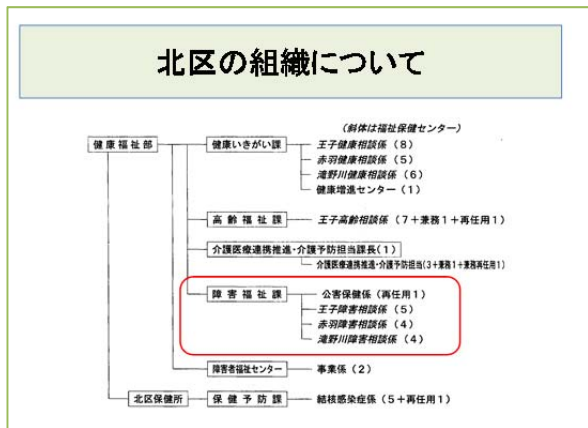 北区の組織について
(斜体は福祉保健センター)
健康福祉部
健康いきがい課
王子健康相談係(8)
赤羽健康相談係(5)
滝野川健康相談係(6)
健康増進センター(1)
高齢福祉課
王子高齢相談係(7+兼務1+再任用1)
介護医療連携推進・介護予防担当課長(1)
介護医療連携推進・介護予防担当(3+兼務1+兼務再任用1)
障害福祉課
公害保健係(再任用1)
王子障害相談係(5)
赤羽障害相談係(4)
滝野川障害相談係(4)
障害者福祉センター
事業係(2)
北区保健所
保健予防課
結核感染症係(5+再任用1)